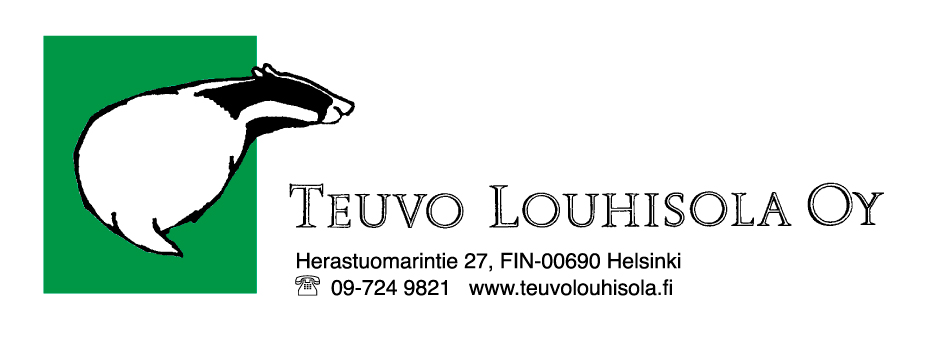 TEUVO LOUHISOLA OY
Herastuomarintie 27, FIN-00690 Helsinki
☏ 09-724 9821 www.teuvolouhisola.fi